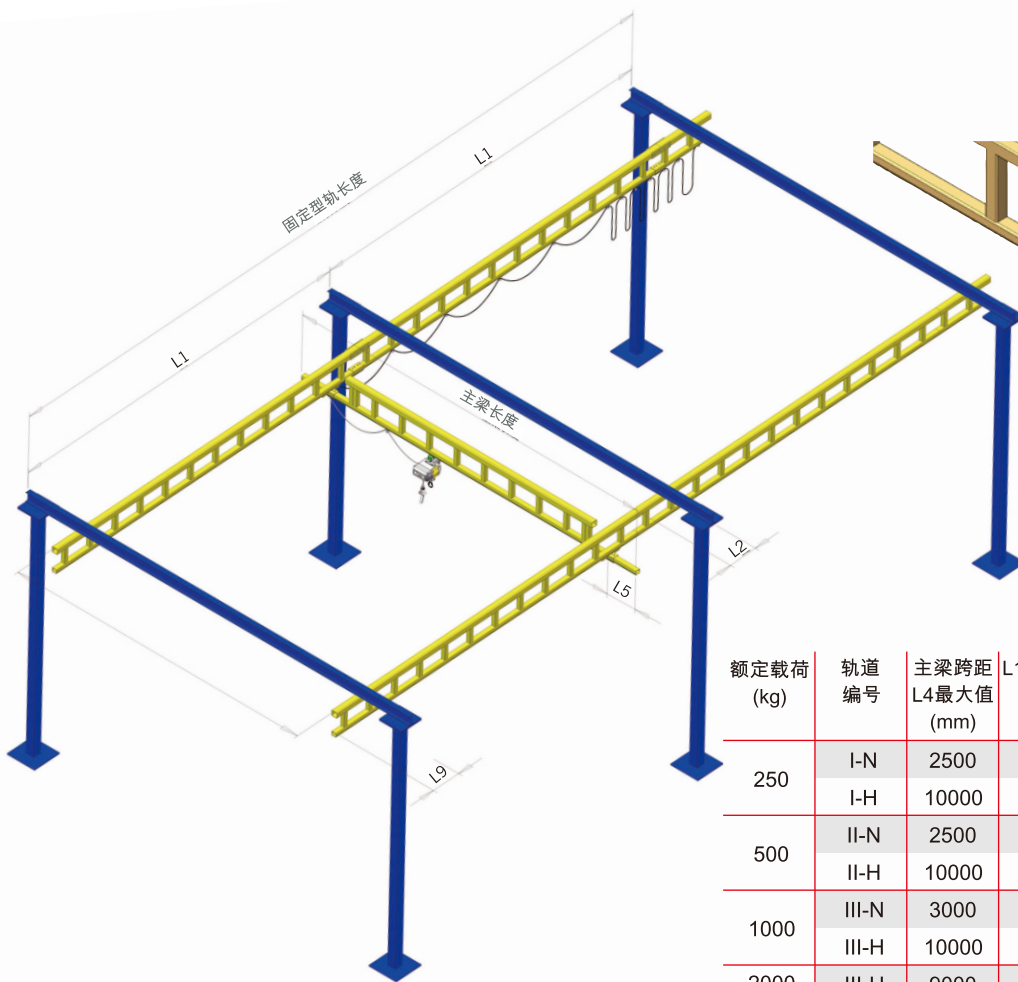 L1
固定型轨长度
L1
主梁长度
L2
L5
L9
额定载荷 (kg) 轨道编号 主梁跨距 L4最大值 (mm) L1
250 I-N 2500
I-H 10000
500 II-N 2500
II-H 10000
1000 III-N 3000
III-H 10000